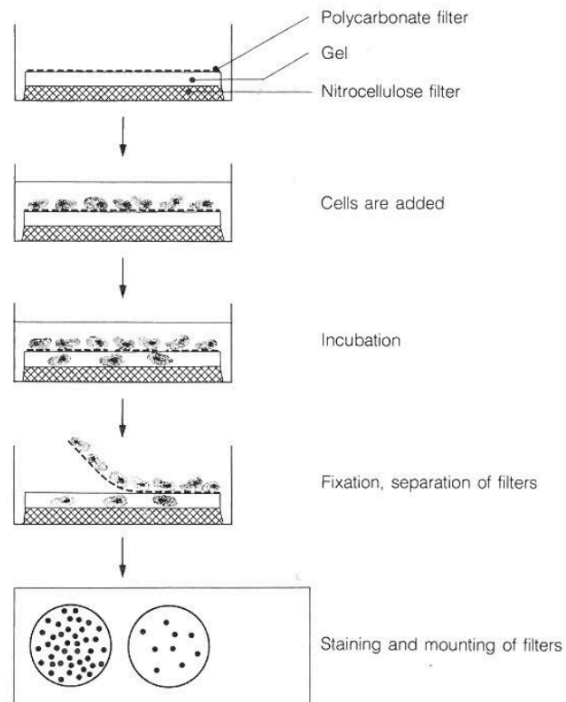 Polycarbonate filter
Gel
Nitrocellulose filter
Cells are added
Incubation
Fixation, separation of filters
Staining and mounting of filters